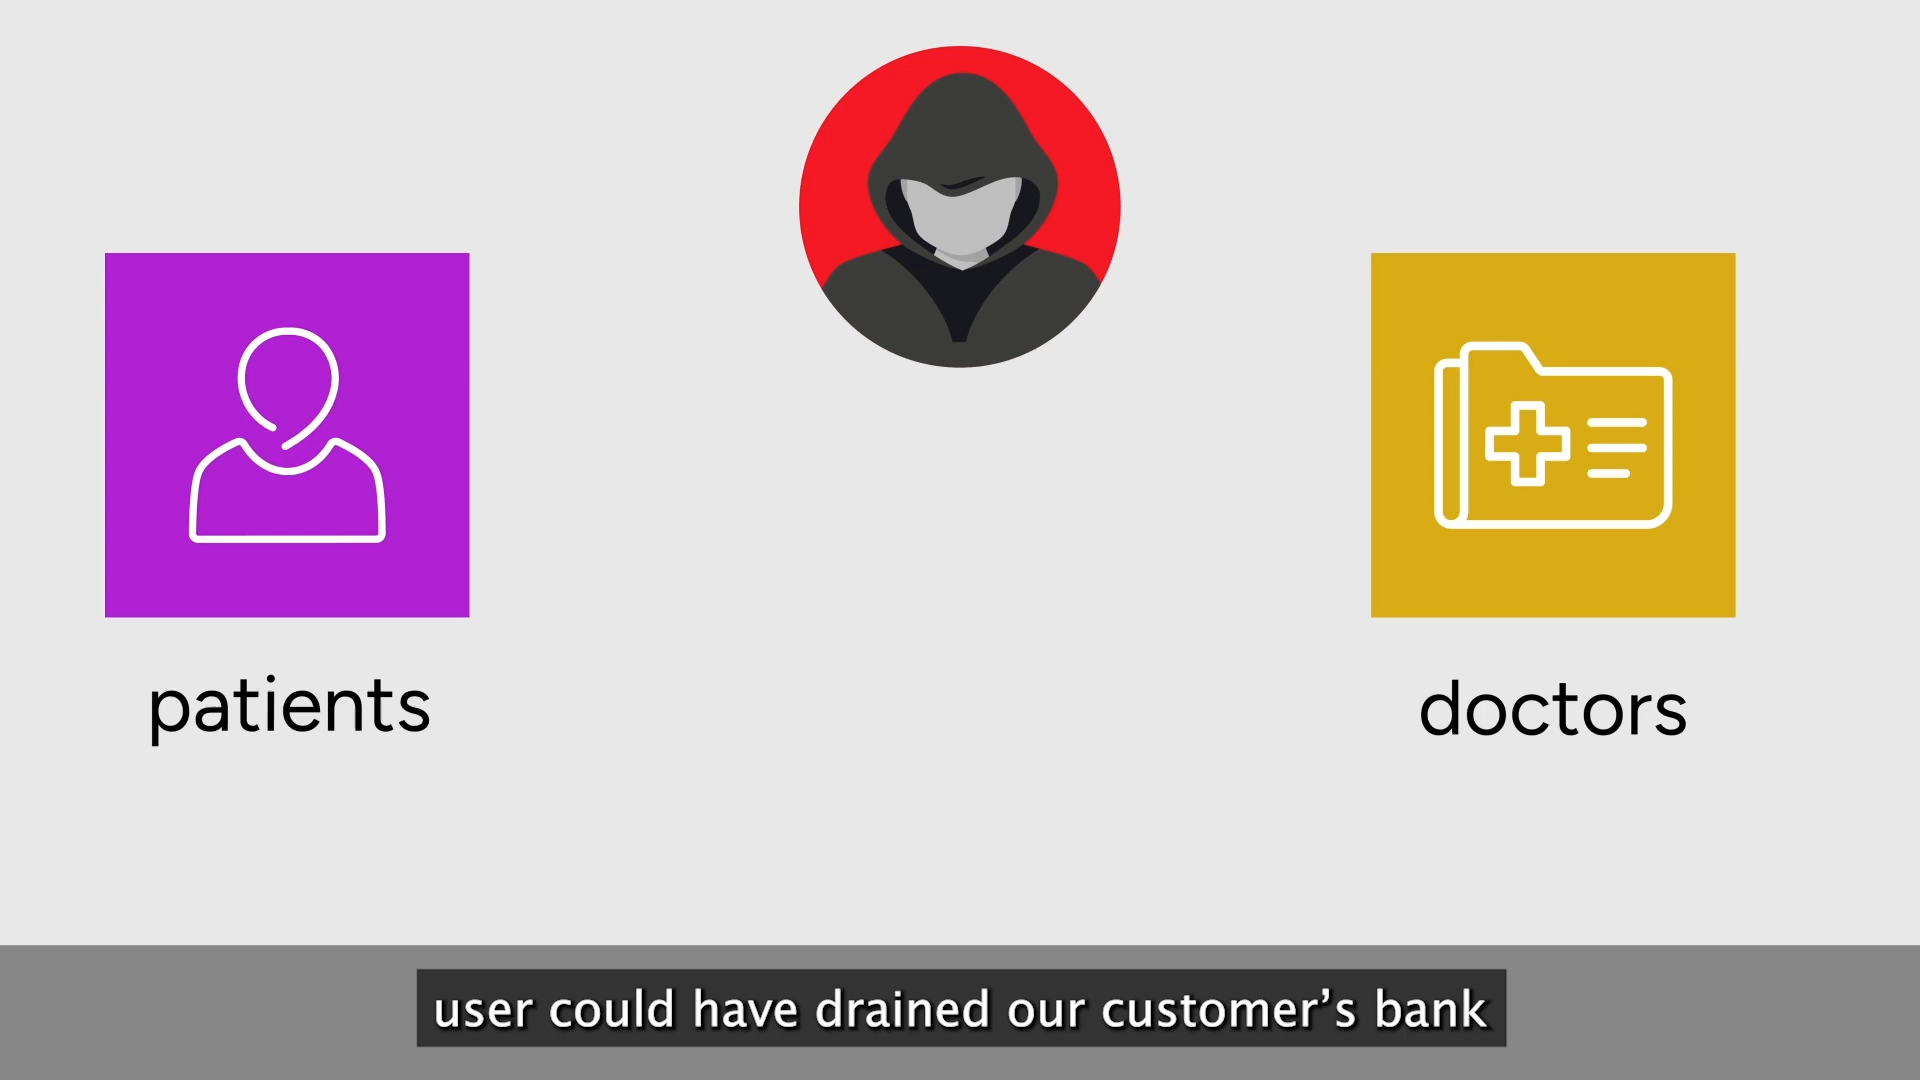 patients
doctors
user could have drained our customer’s bank